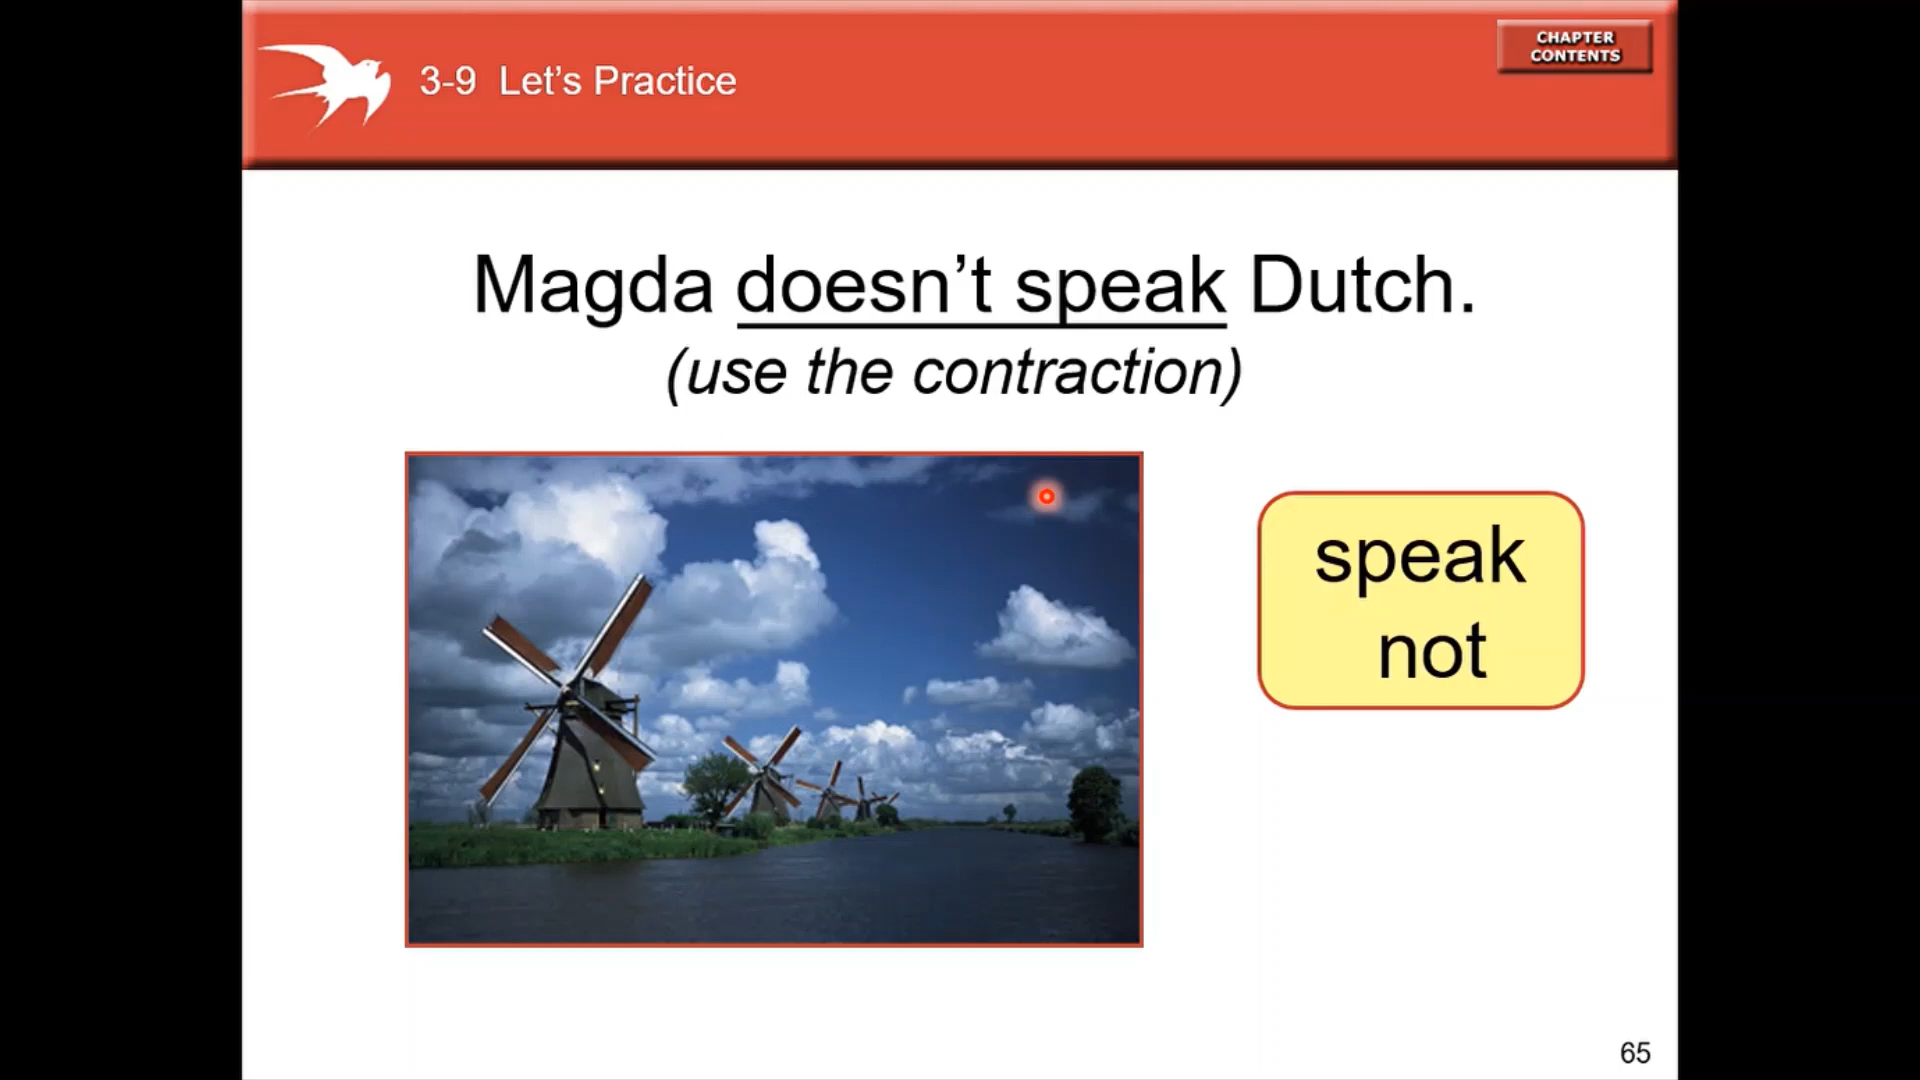 3-9 Let’s Practice
CHAPTER
CONTENTS
Magda doesn’t speak Dutch.
(use the contraction)
speak
not
65